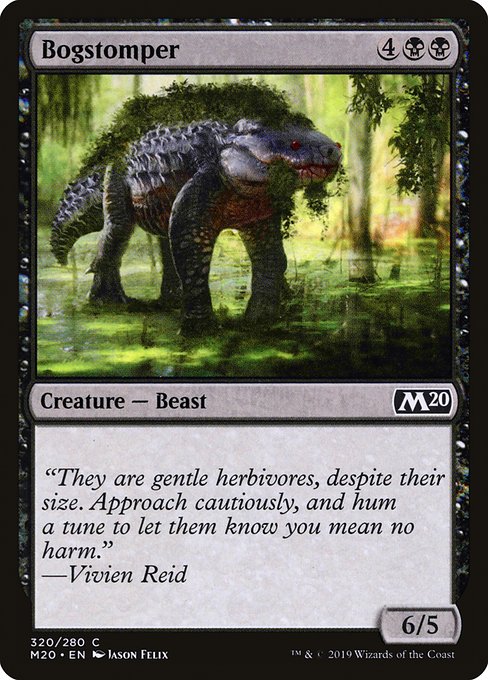 Bogstomper 4
Creature — Beast M20
“They are gentle herbivores, despite their
size. Approach cautiously, and hum
a tune to let them know you mean no
harm.”
—Vivien Reid
6/5
320/280 C
M20 • EN Jason Felix ™ & © 2019 Wizards of the Coast